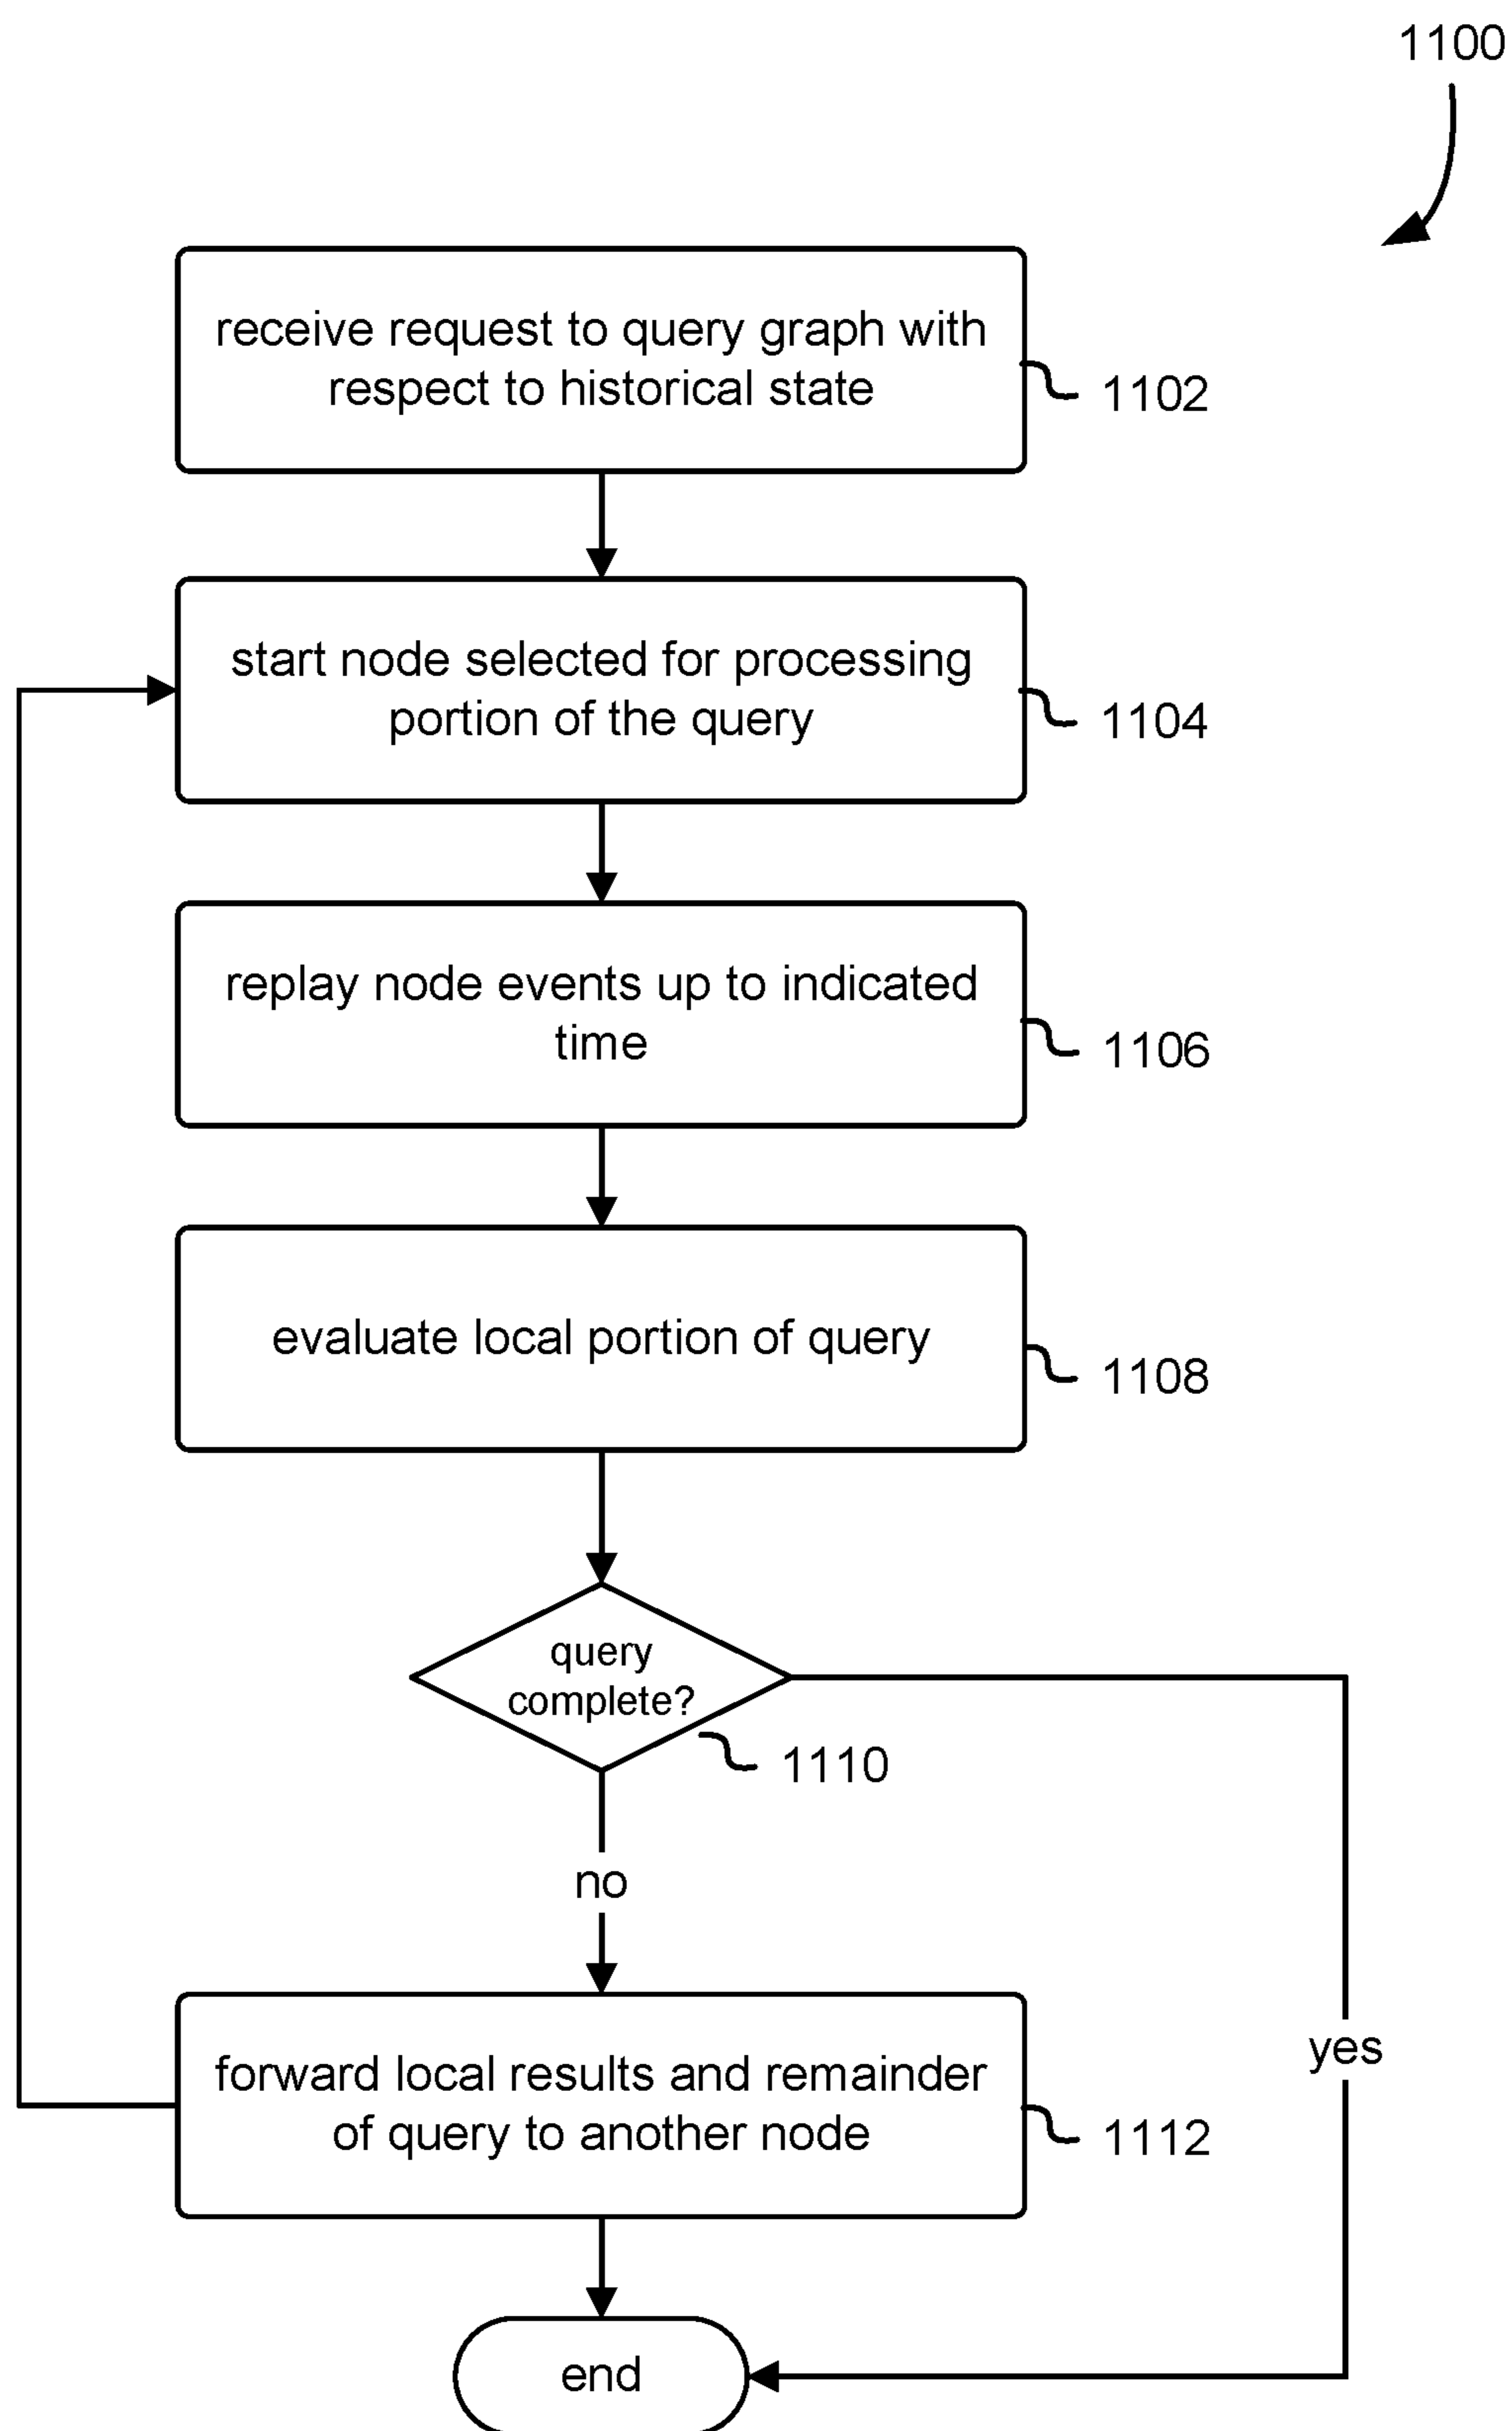 1100
receive request to query graph with
respect to historical state
1102
start node selected for processing
portion of the query
1104
replay node events up to indicated
time
1106
evaluate local portion of query
1108
query
complete?
1110
no
yes
forward local results and remainder
of query to another node
1112
end